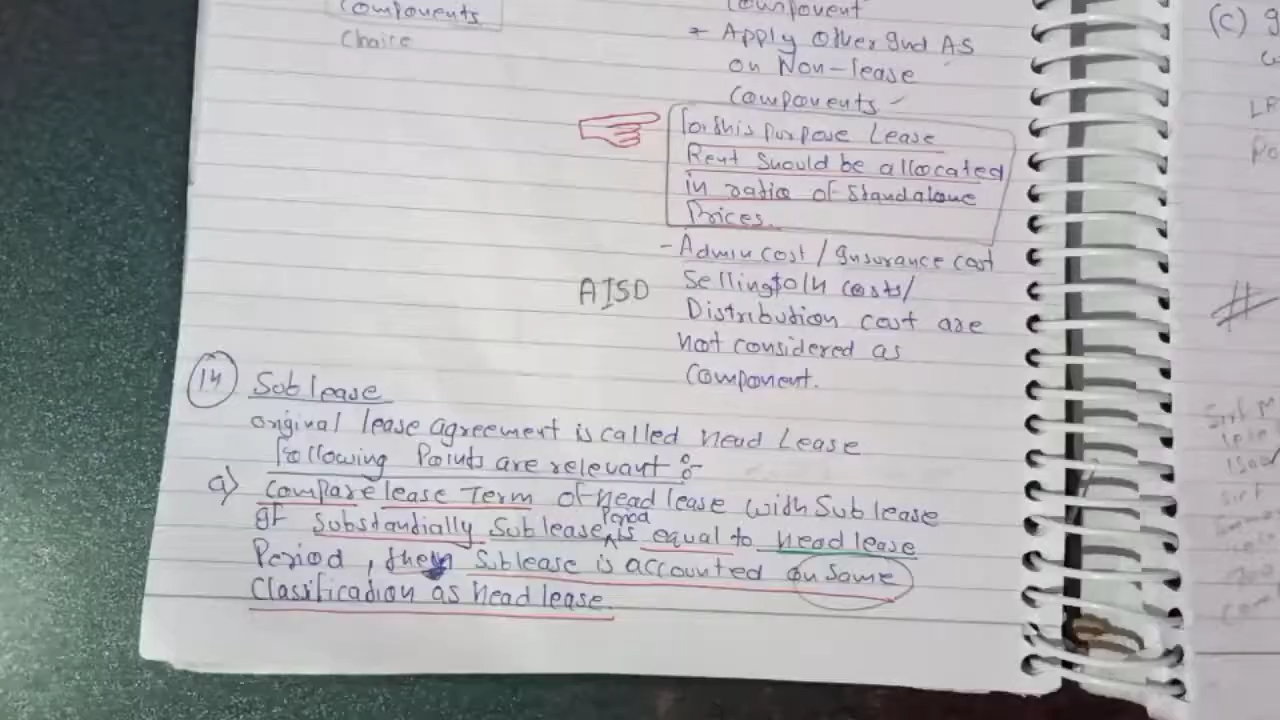 Components
Choice
Component
* Apply Other Ind AS
on Non-lease
Components
for this Purpose Lease
Rent Should be allocated
in ratio of Standalone
Prices.
- Admin cost / Insurance cost
AISD
Selling costs/
Distribution cost are
not considered as
component.
14 Sublease
original lease agreement is called Head Lease
Following Points are relevant :-
a) Compare lease Term of head lease with Sublease
If Substantially Sublease Period is equal to head lease
Period, then Sublease is accounted on Same
Classification as head lease.
(C)
#